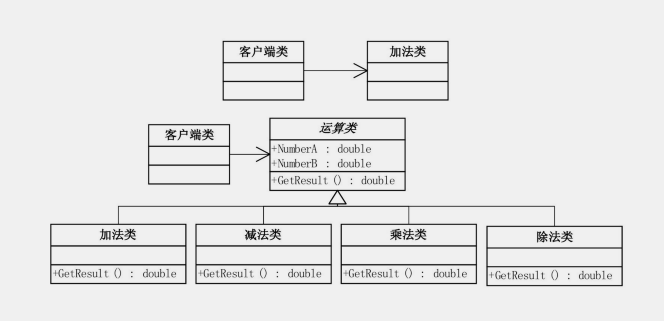 客户端类
加法类
客户端类
运算类
+NumberA : double
+NumberB : double
+GetResult() : double
加法类
+GetResult() : double
减法类
+GetResult() : double
乘法类
+GetResult() : double
除法类
+GetResult() : double